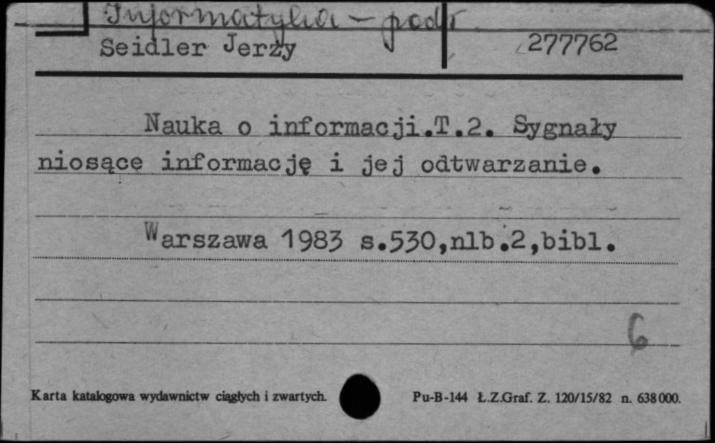 Informatyka - podr
Seidler Jerzy 277762
Nauka o informacji.T.2. Sygnały
niosące informację i jej odtwarzanie.
Warszawa 1983 s.530,nlb.2,bibl.
6
Karta katalogowa wydawnictw ciągłych i zwartych. Pu-B-144 Ł.Z.Graf. Z. 120/15/82 n. 638000.